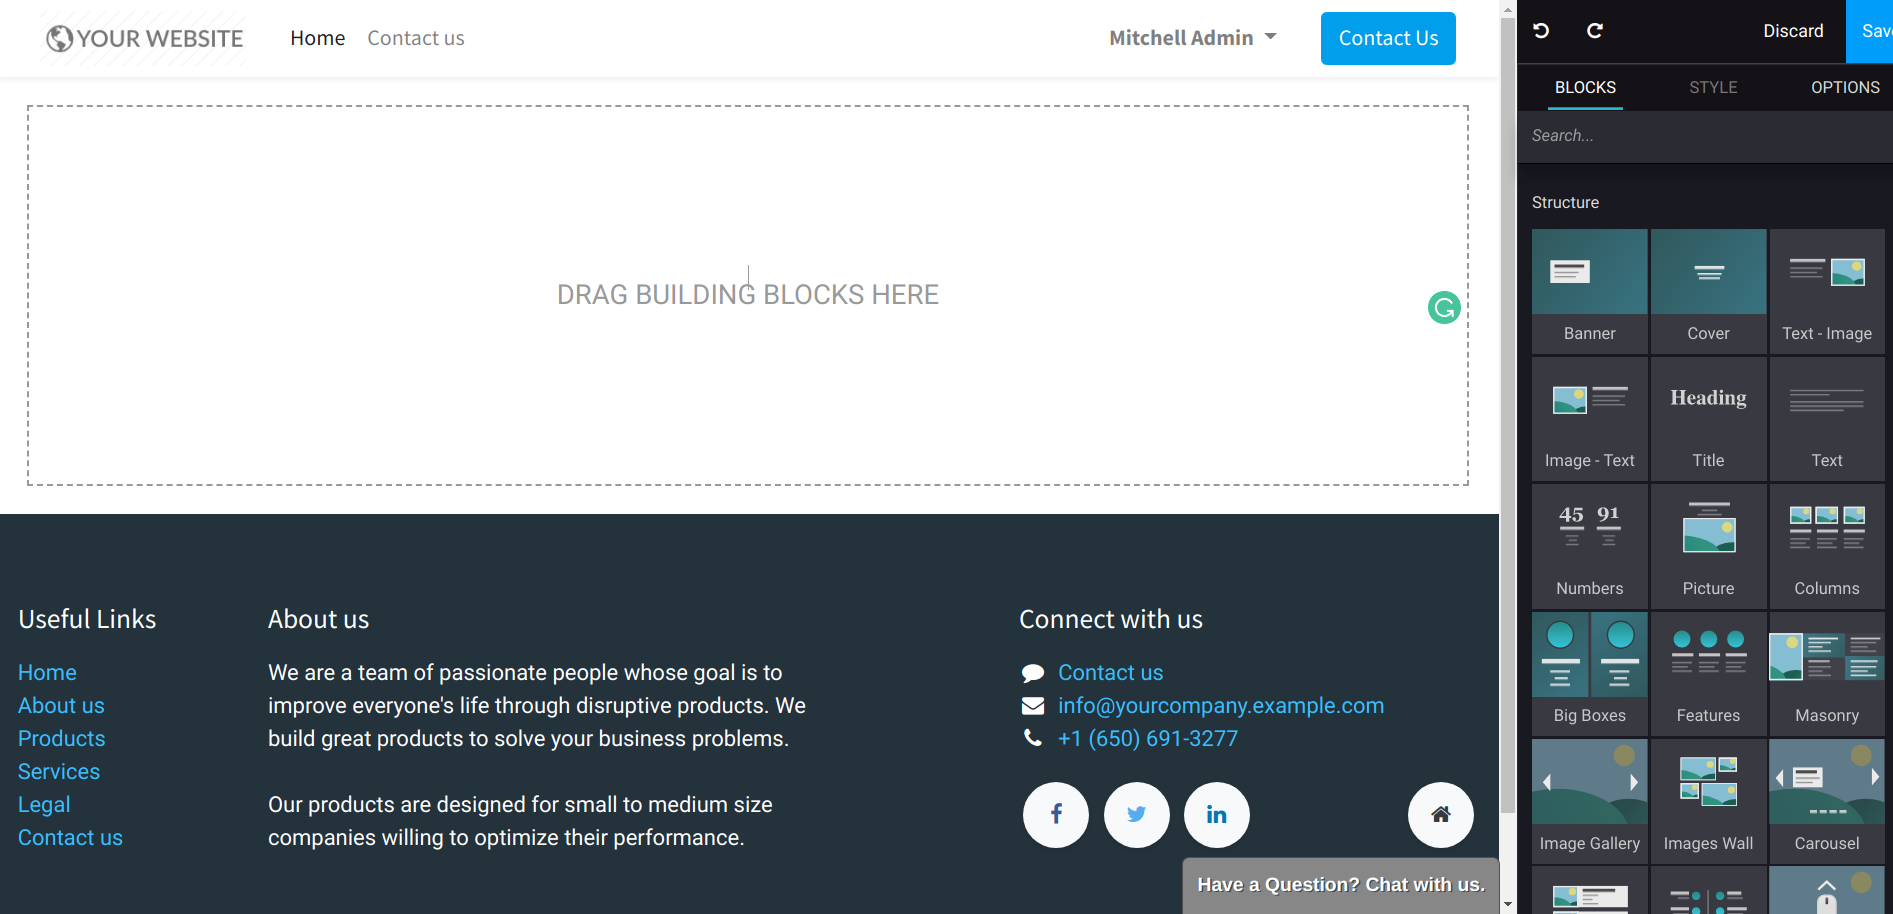 YOUR WEBSITE
Home
Contact us
Mitchell Admin
Contact Us
Discard
Save
BLOCKS
STYLE
OPTIONS
Search...
DRAG BUILDING BLOCKS HERE
Structure
Banner
Cover
Text - Image
Image - Text
Heading
Title
Text
45 91
Numbers
Picture
Columns
Big Boxes
Features
Masonry
Image Gallery
Images Wall
Carousel
Useful Links
Home
About us
Products
Services
Legal
Contact us
About us
We are a team of passionate people whose goal is to
improve everyone's life through disruptive products. We
build great products to solve your business problems.
Our products are designed for small to medium size
companies willing to optimize their performance.
Connect with us
Contact us
info@yourcompany.example.com
+1 (650) 691-3277
Have a Question? Chat with us.